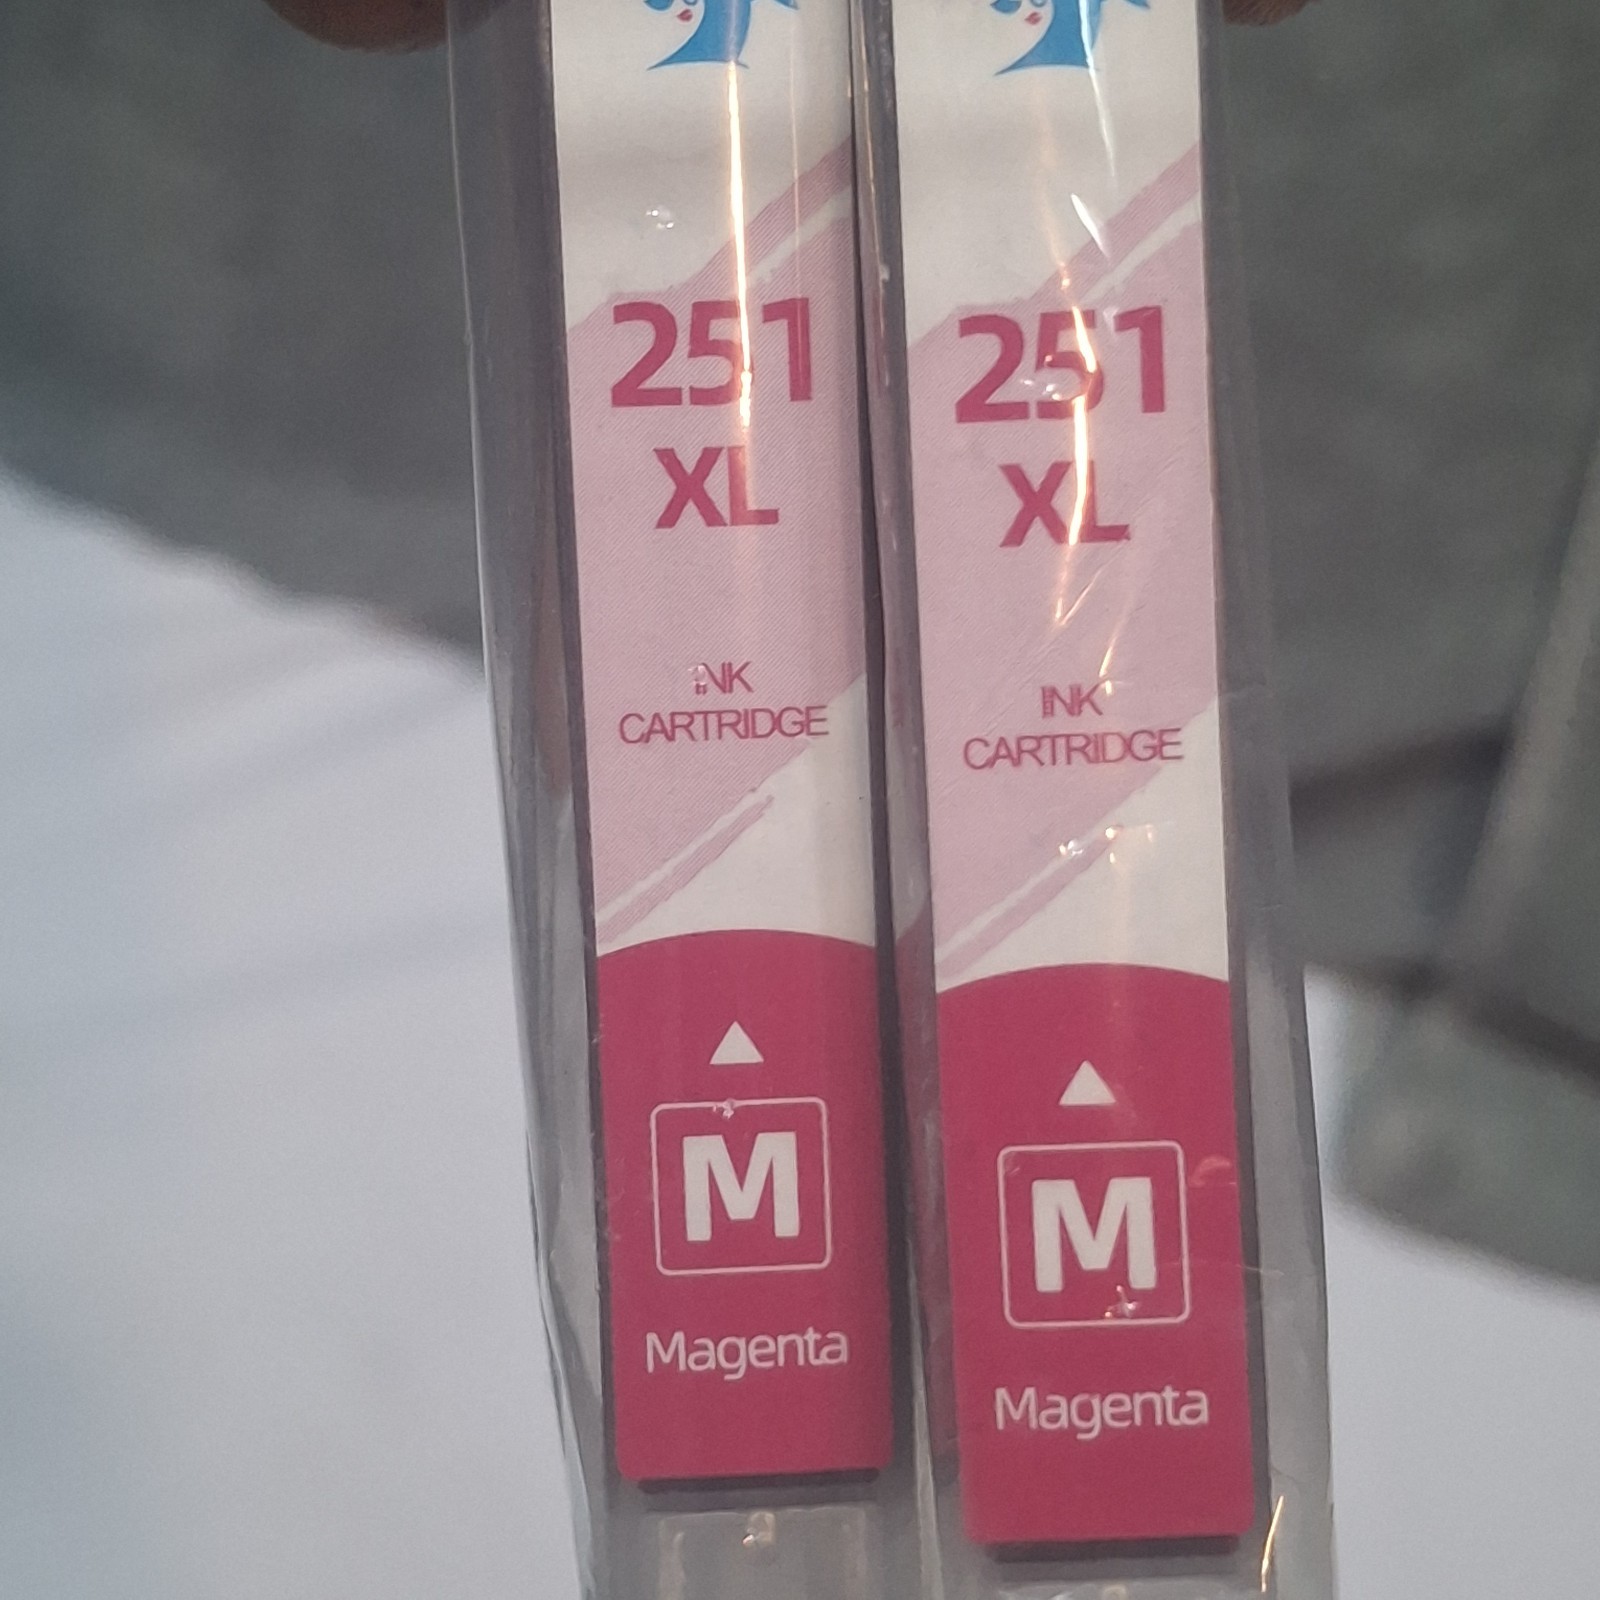 251
XL
INK
CARTRIDGE
M
Magenta
251
XL
INK
CARTRIDGE
M
Magenta